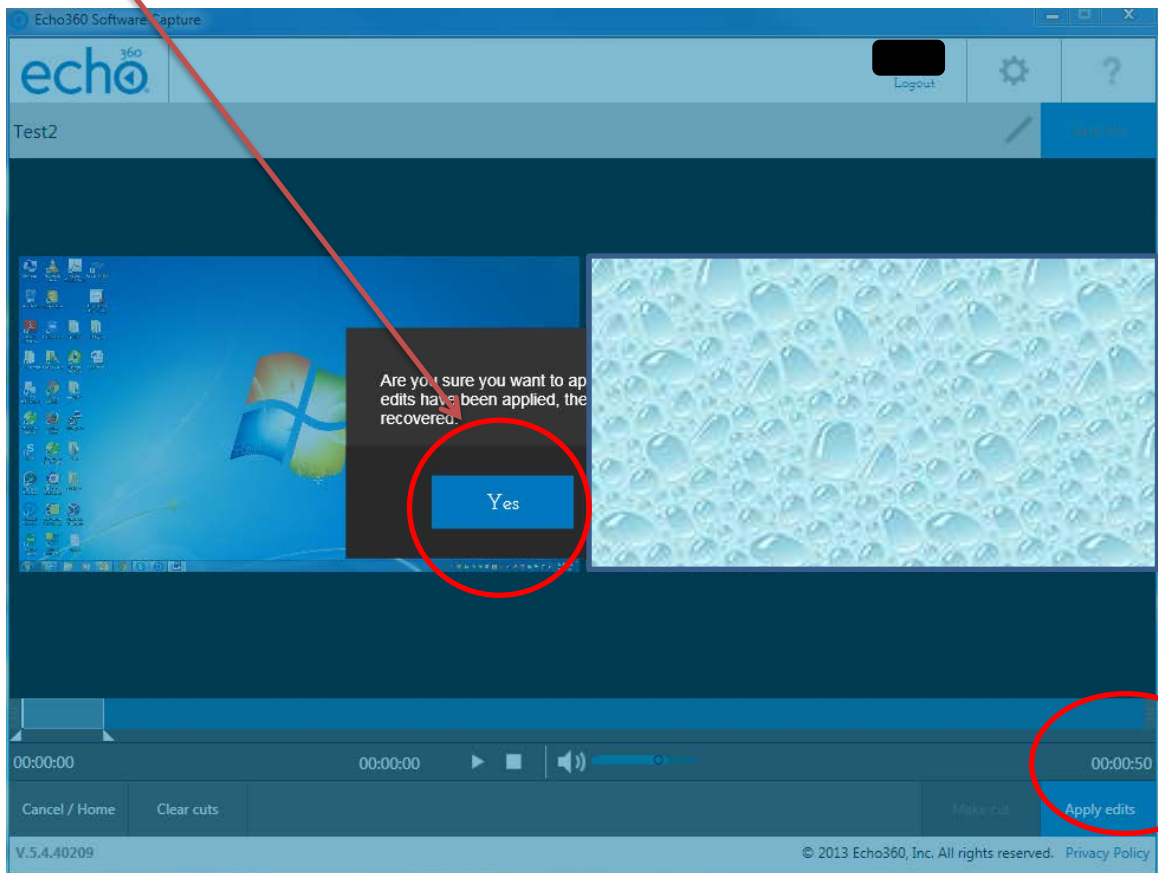 Echo360 Software Capture
echo360
Logout
?
Test2
Are you sure you want to ap
edits have been applied, the
recovered.
Yes
00:00:00
00:00:00
00:00:50
Cancel / Home
Clear cuts
Make cut
Apply edits
V.5.4.40209
© 2013 Echo360, Inc. All rights reserved. Privacy Policy